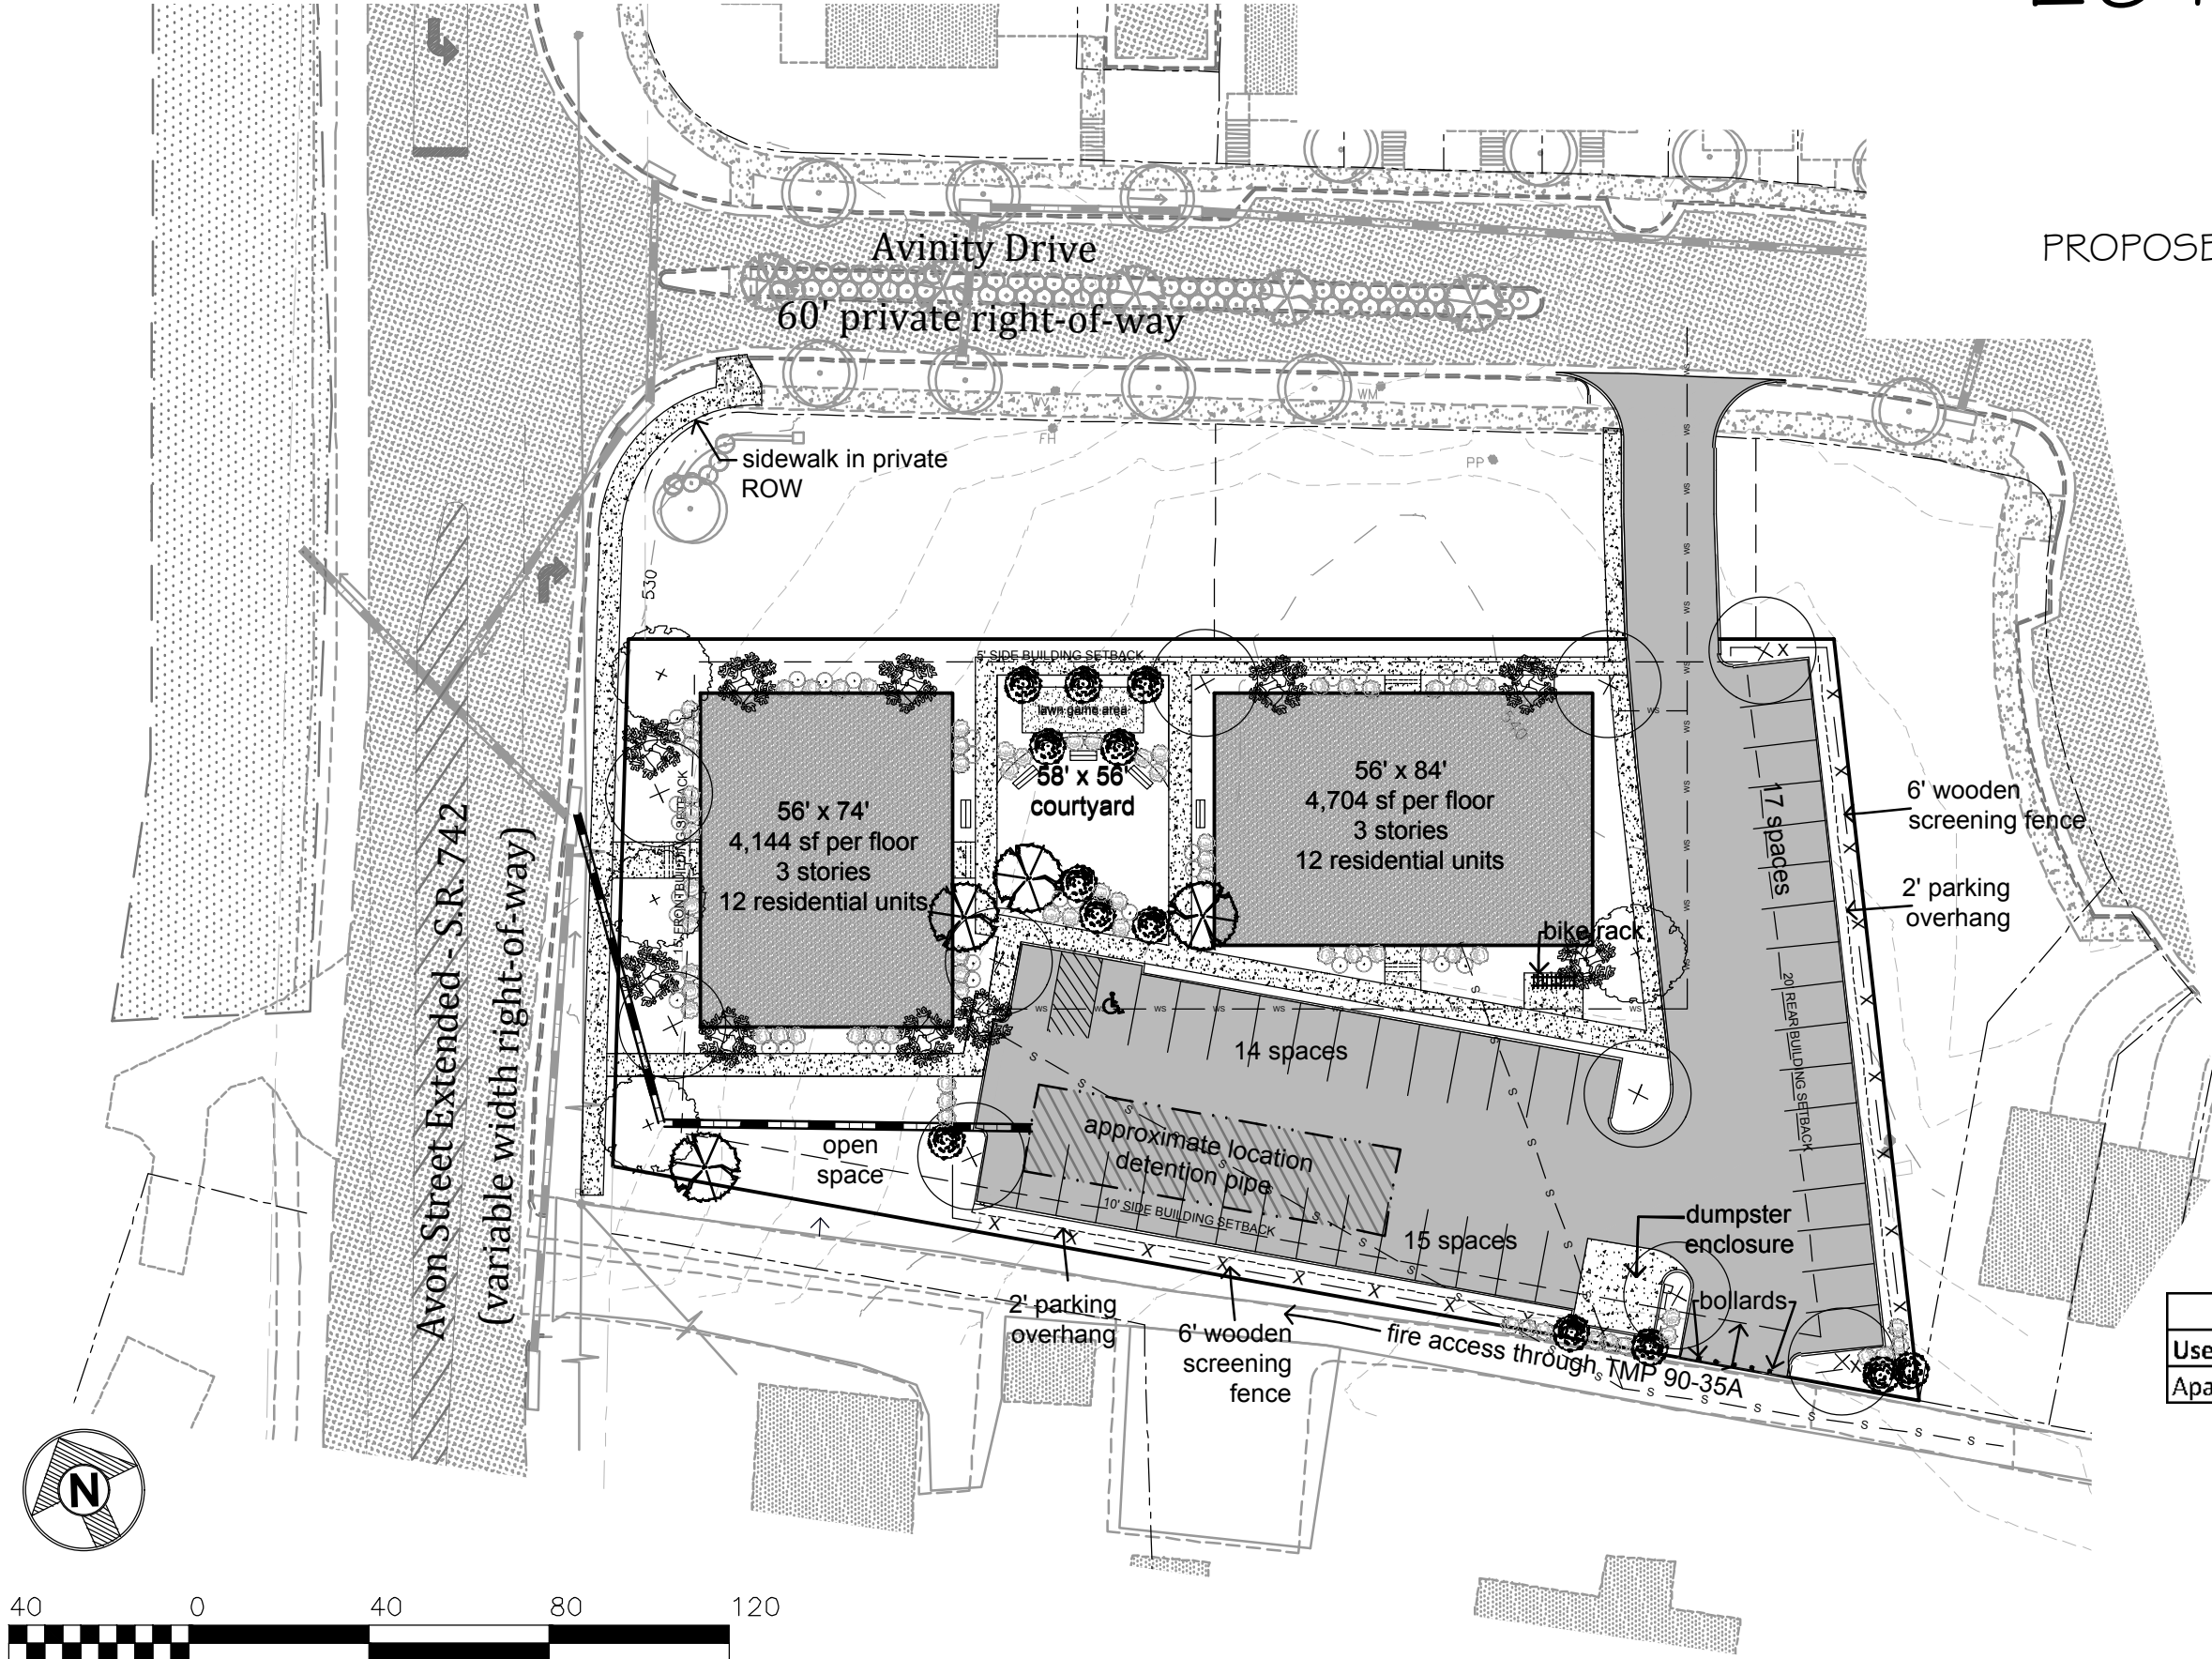 PROPOSE
Avinity Drive
60' private right-of-way
WV
WM
FH
PP
sidewalk in private
ROW
530
5' SIDE BUILDING SETBACK
lawn game area
58' x 56'
courtyard
56' x 74'
4,144 sf per floor
3 stories
12 residential units
15' FRONT BUILDING SETBACK
56' x 84'
4,704 sf per floor
3 stories
12 residential units
bike rack
17 spaces
6' wooden
screening fence
2' parking
overhang
20' REAR BUILDING SETBACK
Avon Street Extended - S.R. 742
(variable width right-of-way)
14 spaces
approximate location
detention pipe
10' SIDE BUILDING SETBACK
15 spaces
open
space
dumpster
enclosure
bollards
2' parking
overhang
6' wooden
screening
fence
fire access through TMP 90-35A
Use
Apa
N
40 0 40 80 120